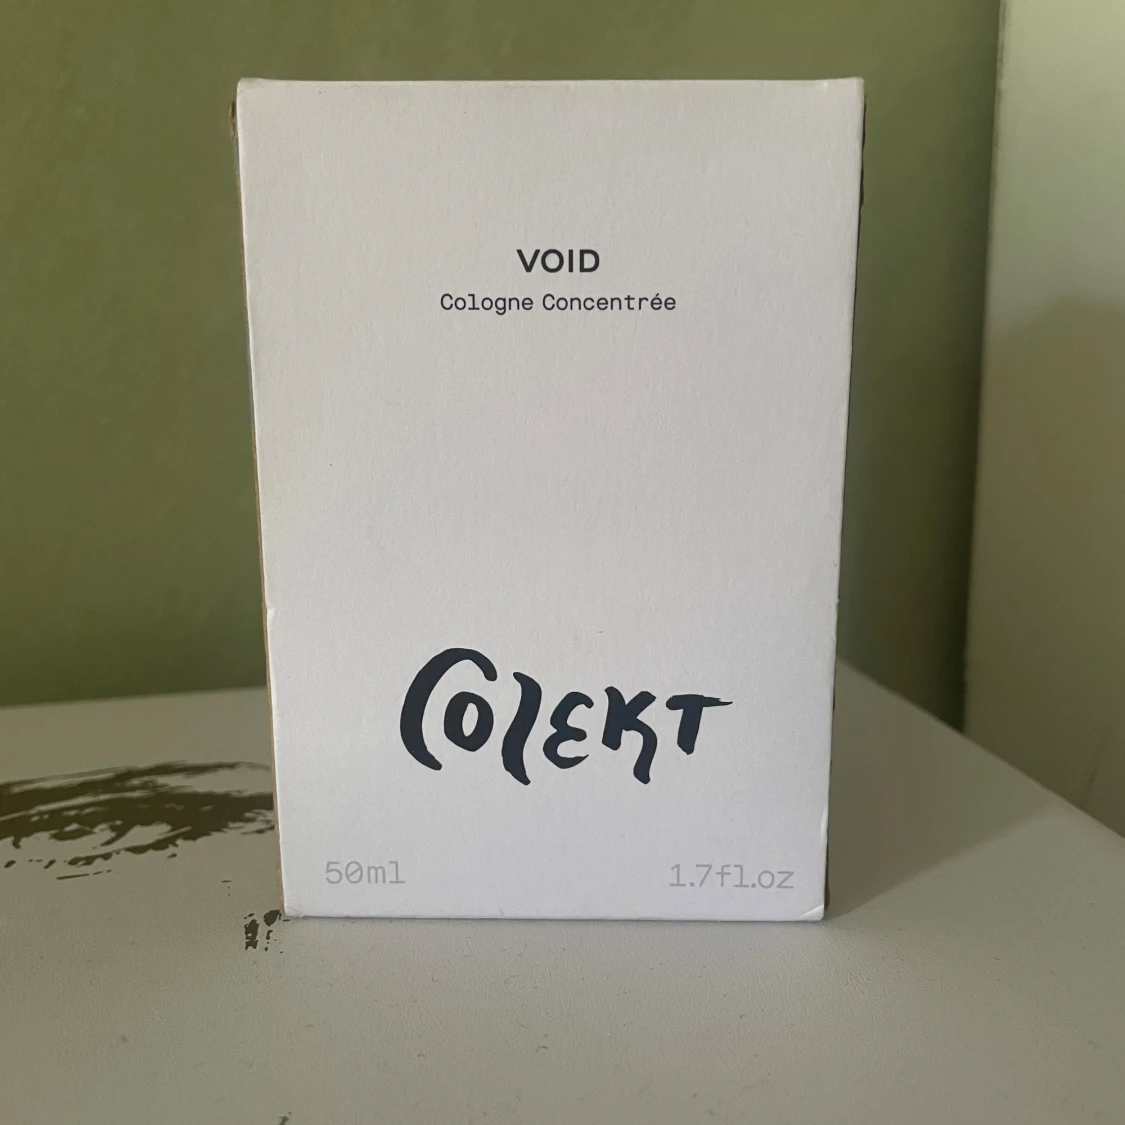 VOID
Cologne Concentrée
COLEKT
50ml
1.7fl.oz